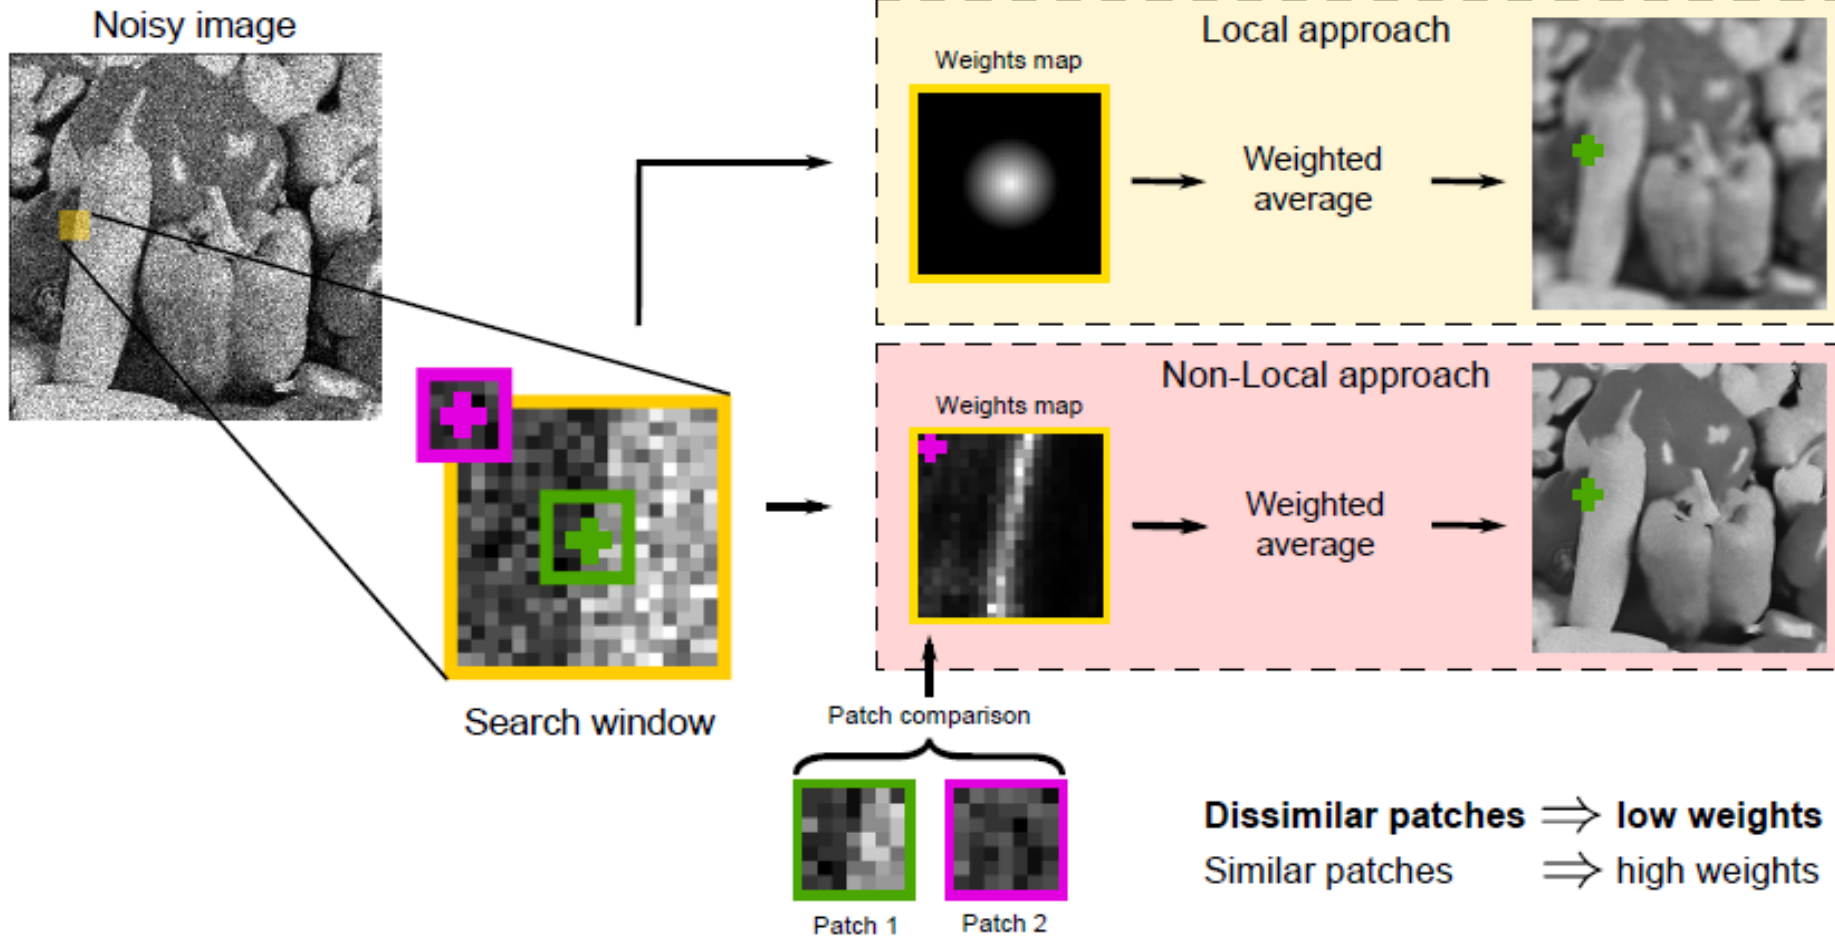 Noisy image
Local approach
Weights map
Weighted
average
Non-Local approach
Weights map
Weighted
average
Search window
Patch comparison
Patch 1
Patch 2
Dissimilar patches ⇒ low weights
Similar patches ⇒ high weights